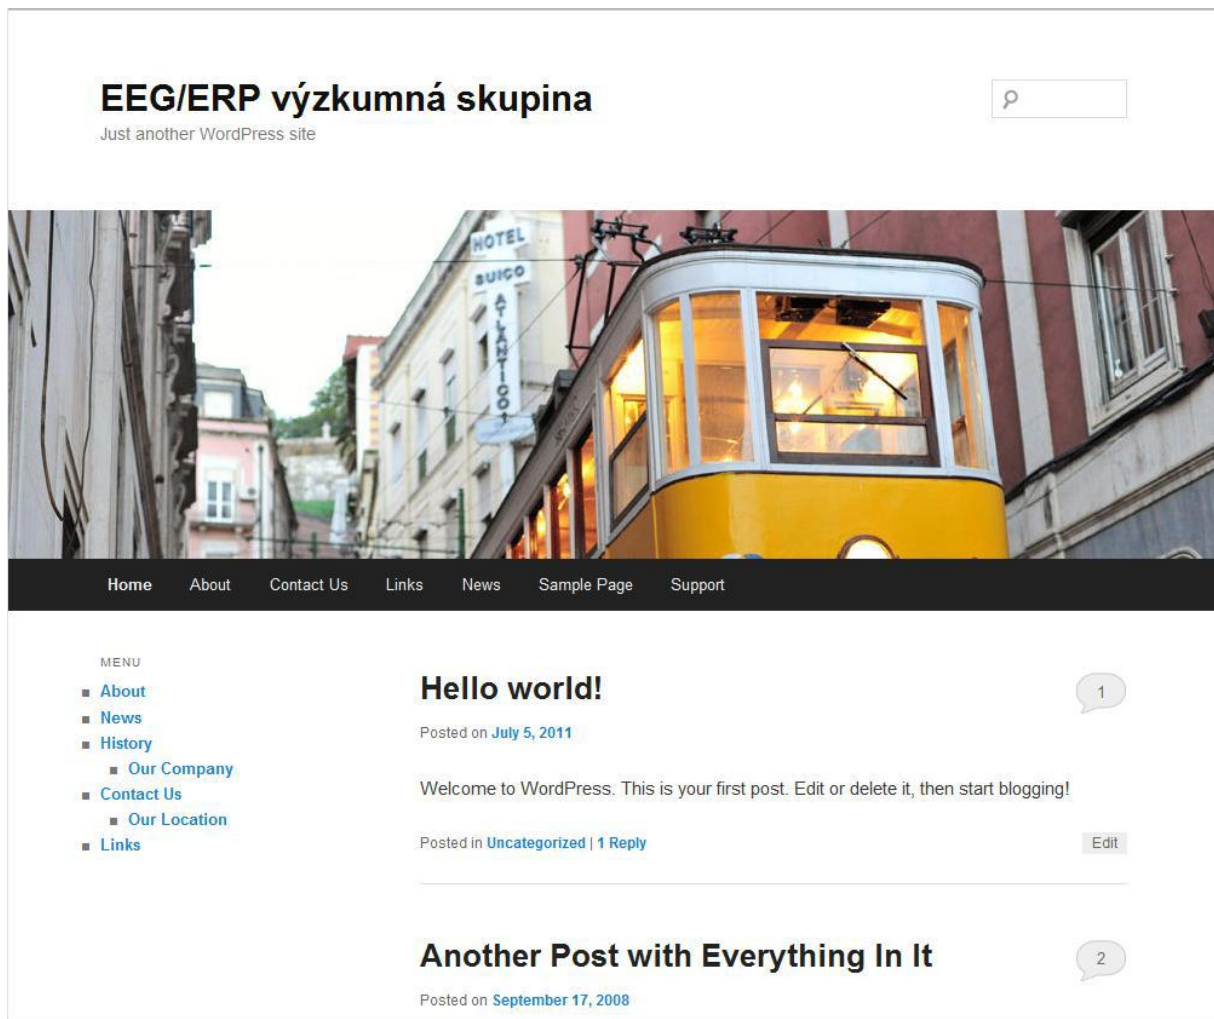 EEG/ERP výzkumná skupina
Just another WordPress site
HOTEL
SUIÇO
ATLANTICO
Home About Contact Us Links News Sample Page Support
MENU
About
News
History
Our Company
Contact Us
Our Location
Links
Hello world!
1
Posted on July 5, 2011
Welcome to WordPress. This is your first post. Edit or delete it, then start blogging!
Posted in Uncategorized | 1 Reply
Edit
Another Post with Everything In It
2
Posted on September 17, 2008